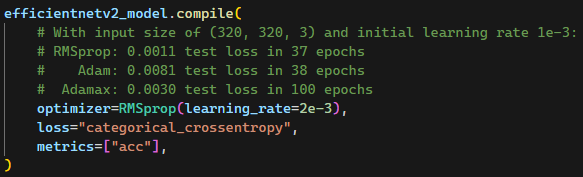 efficientnetv2_model.compile(
    # With input size of (320, 320, 3) and initial learning rate 1e-3:
    # RMSprop: 0.0011 test loss in 37 epochs
    #    Adam: 0.0081 test loss in 38 epochs
    #  Adamax: 0.0030 test loss in 100 epochs
    optimizer=RMSprop(learning_rate=2e-3),
    loss="categorical_crossentropy",
    metrics=["acc"],
)